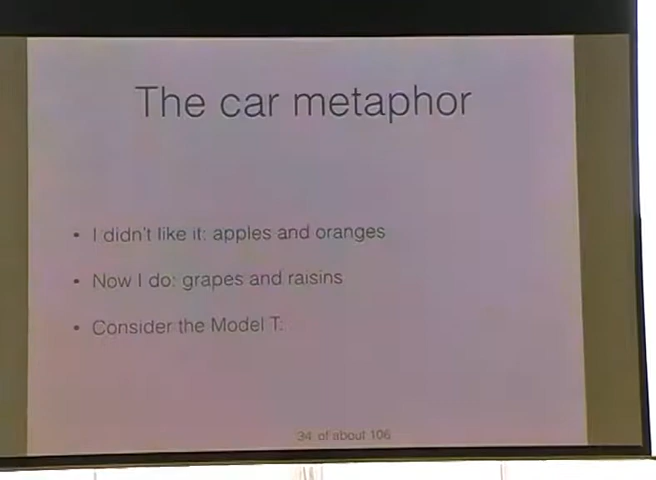 The car metaphor
• I didn't like it: apples and oranges
• Now I do: grapes and raisins
• Consider the Model T:
34 of about 106